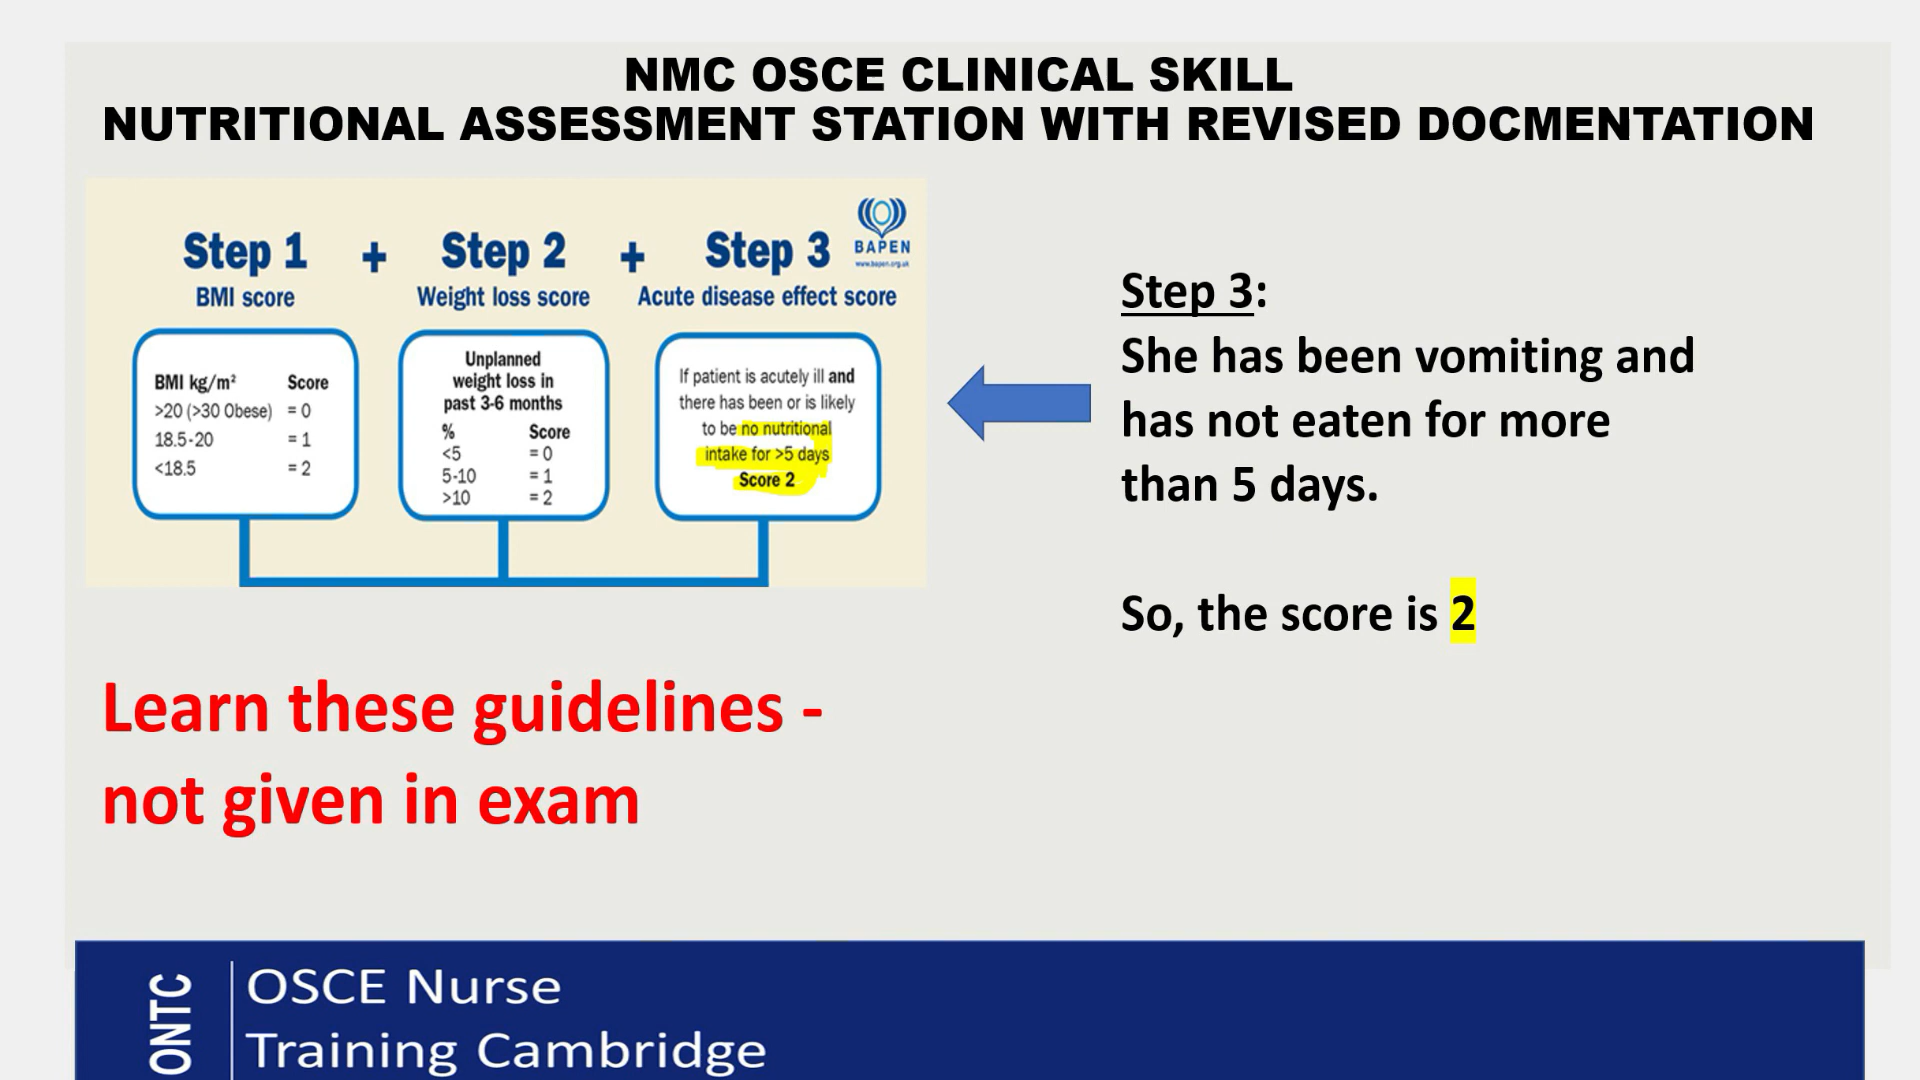 NMC OSCE CLINICAL SKILL
NUTRITIONAL ASSESSMENT STATION WITH REVISED DOCMENTATION
Step 1 + Step 2 + Step 3
BAPEN
www.bapen.org.uk
BMI score
Weight loss score
Acute disease effect score
BMI kg/m² Score
>20 (>30 Obese) = 0
18.5-20 = 1
<18.5 = 2
Unplanned
weight loss in
past 3-6 months
% Score
<5 = 0
5-10 = 1
>10 = 2
If patient is acutely ill and
there has been or is likely
to be no nutritional
intake for >5 days
Score 2
Step 3:
She has been vomiting and
has not eaten for more
than 5 days.
So, the score is 2
Learn these guidelines -
not given in exam
ONTC
OSCE Nurse
Training Cambridge